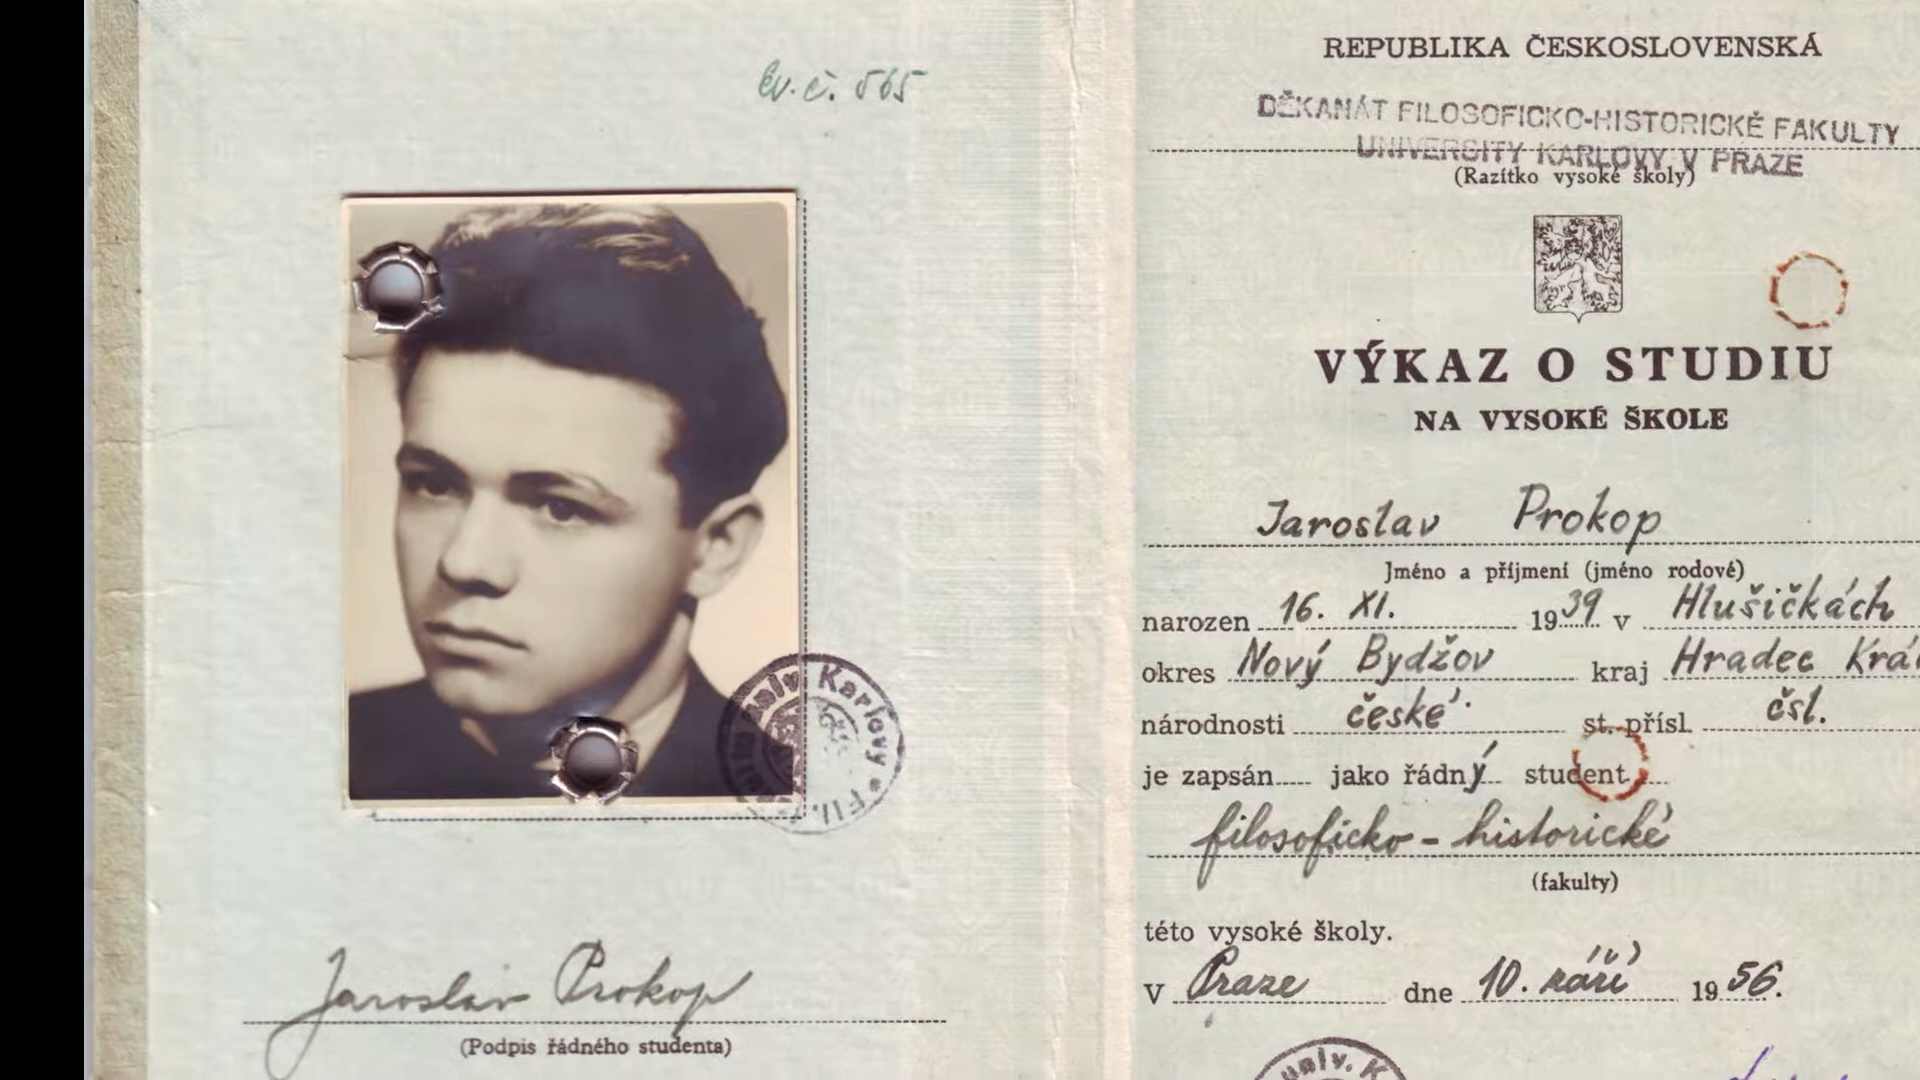 Ev. č. 565
Jaroslav Prokop
(Podpis řádného studenta)
REPUBLIKA ČESKOSLOVENSKÁ
DĚKANÁT FILOSOFICKO-HISTORICKÉ FAKULTY
UNIVERSITY KARLOVY V PRAZE
(Razítko vysoké školy)
VÝKAZ O STUDIU
NA VYSOKÉ ŠKOLE
Jaroslav Prokop
Jméno a příjmení (jméno rodové)
narozen 16. XI. 1939 v Hlušičkách
okres Nový Bydžov kraj Hradec Krá
národnosti české st. přísl. čsl.
je zapsán jako řádný student
filosoficko - historické
(fakulty)
této vysoké školy.
V Praze dne 10. září 1956.
univ. K